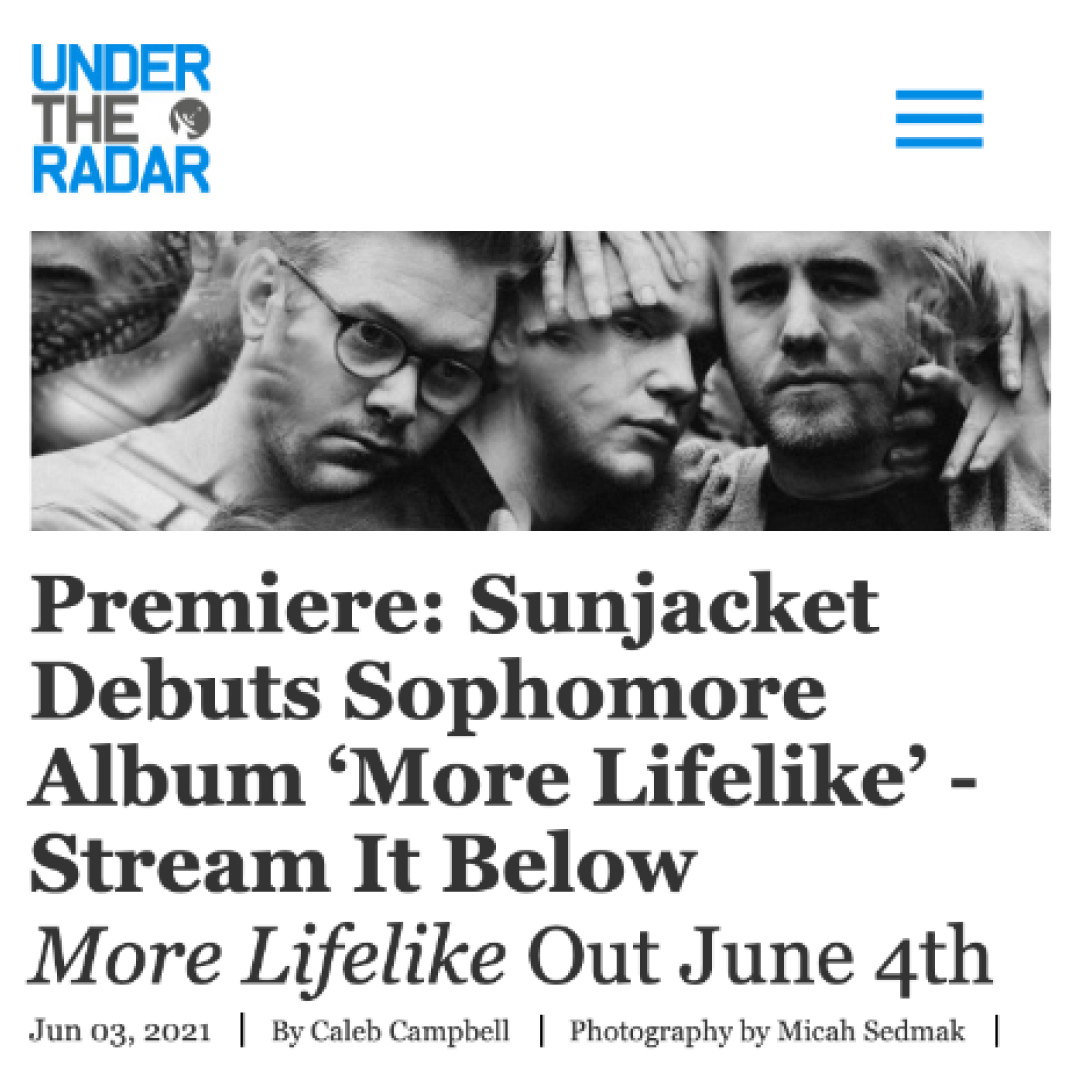 UNDER
THE
RADAR
Premiere: Sunjacket
Debuts Sophomore
Album ‘More Lifelike’ -
Stream It Below
More Lifelike Out June 4th
Jun 03, 2021 | By Caleb Campbell | Photography by Micah Sedmak |